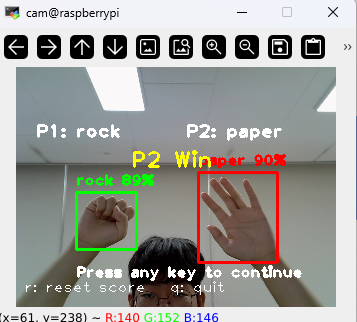 cam@raspberrypi
P1: rock P2: paper
P2 Win
paper 90%
rock 89%
Press any key to continue
r: reset score q: quit
(x=61, y=238) ~ R:140 G:152 B:146